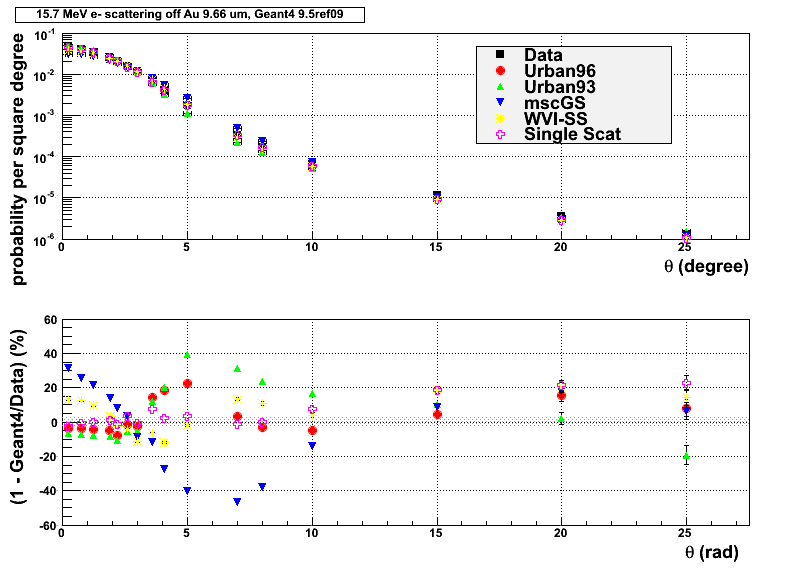 15.7 MeV e- scattering off Au 9.66 um, Geant4 9.5ref09
probability per square degree
10^-1
10^-2
10^-3
10^-4
10^-5
10^-6
Data
Urban96
Urban93
mscGS
WVI-SS
Single Scat
0 5 10 15 20 25
θ (degree)
(1 - Geant4/Data) (%)
60
40
20
0
-20
-40
-60
0 5 10 15 20 25
θ (rad)